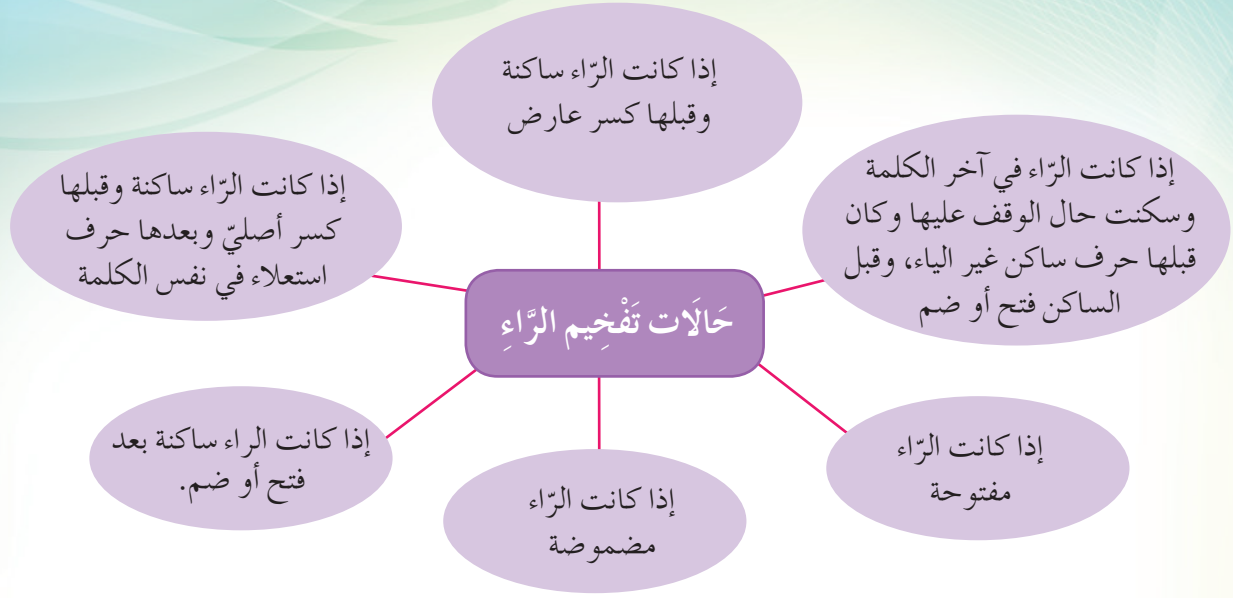 إذا كانت الرّاء ساكنة
وقبلها كسر عارض
إذا كانت الرّاء في آخر الكلمة
وسكنت حال الوقف عليها وكان
قبلها حرف ساكن غير الياء، وقبل
الساكن فتح أو ضم
إذا كانت الرّاء ساكنة وقبلها
كسر أصليّ وبعدها حرف
استعلاء في نفس الكلمة
حَالَات تَفْخِيم الرَّاءِ
إذا كانت الرّاء
مفتوحة
إذا كانت الرّاء
مضموضة
إذا كانت الراء ساكنة بعد
فتح أو ضم.